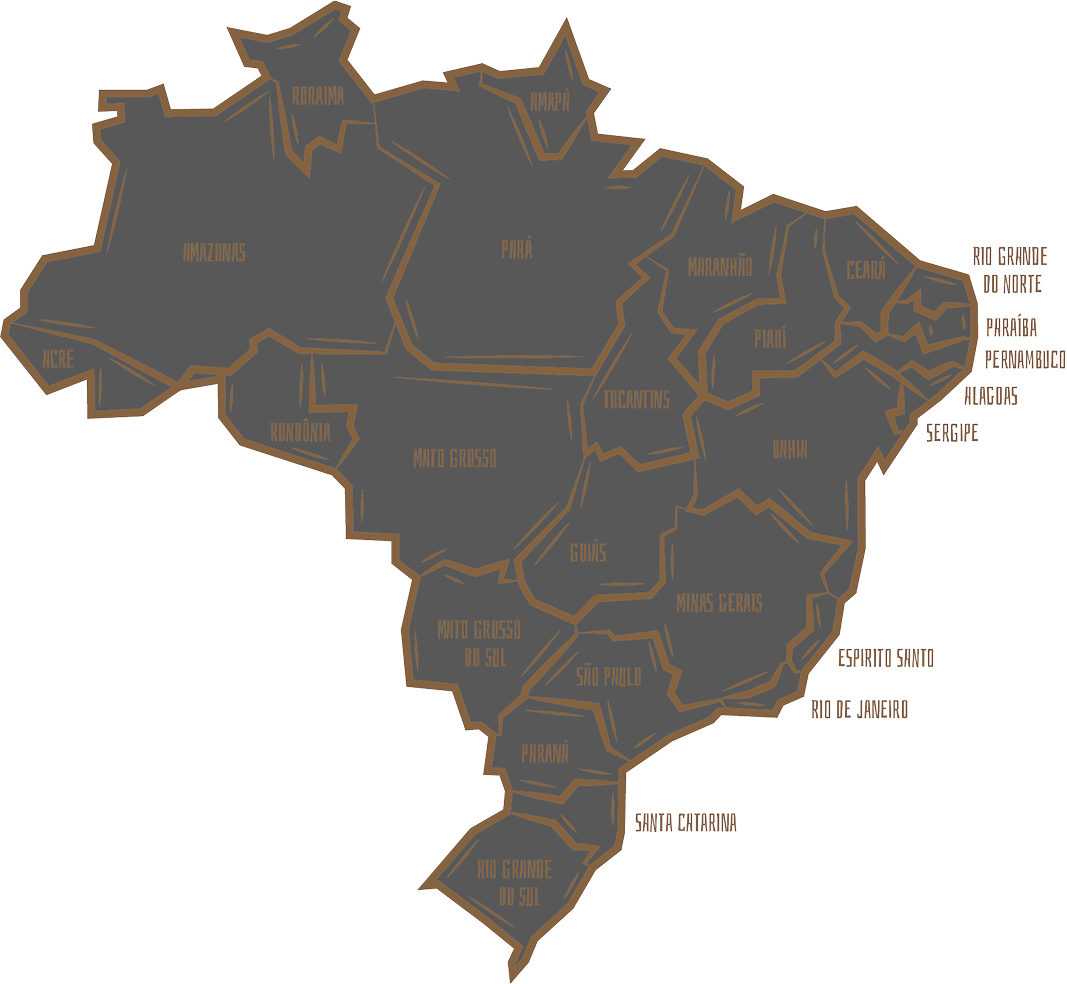 RORAIMA
AMAPÁ
AMAZONAS
PARÁ
MARANHÃO
CEARÁ
RIO GRANDE
DO NORTE
PARAÍBA
PIAUÍ
ACRE
PERNAMBUCO
TOCANTINS
ALAGOAS
RONDÔNIA
SERGIPE
MATO GROSSO
BAHIA
GOIÁS
MINAS GERAIS
MATO GROSSO
DO SUL
ESPIRITO SANTO
SÃO PAULO
RIO DE JANEIRO
PARANÁ
SANTA CATARINA
RIO GRANDE
DO SUL